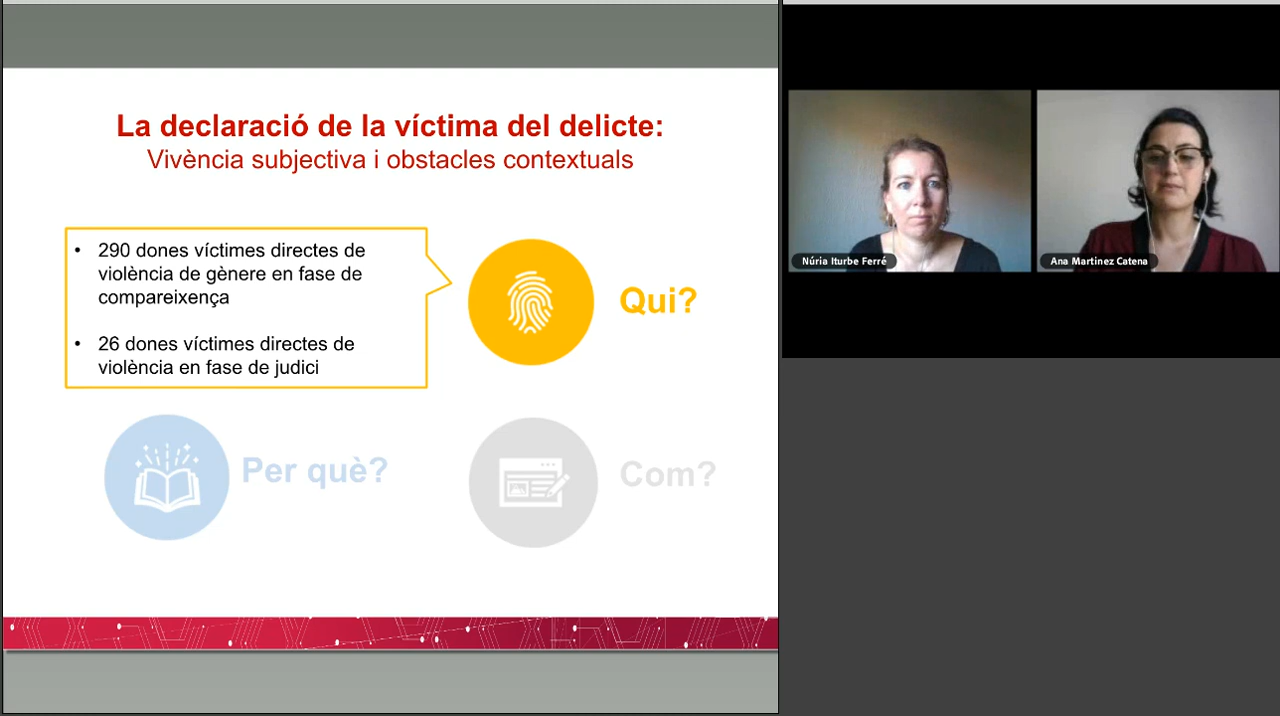 La declaració de la víctima del delicte:
Vivència subjectiva i obstacles contextuals
• 290 dones víctimes directes de
violència de gènere en fase de
compareixença
• 26 dones víctimes directes de
violència en fase de judici
Qui?
Per què?
Com?
Núria Iturbe Ferré
Ana Martinez Catena